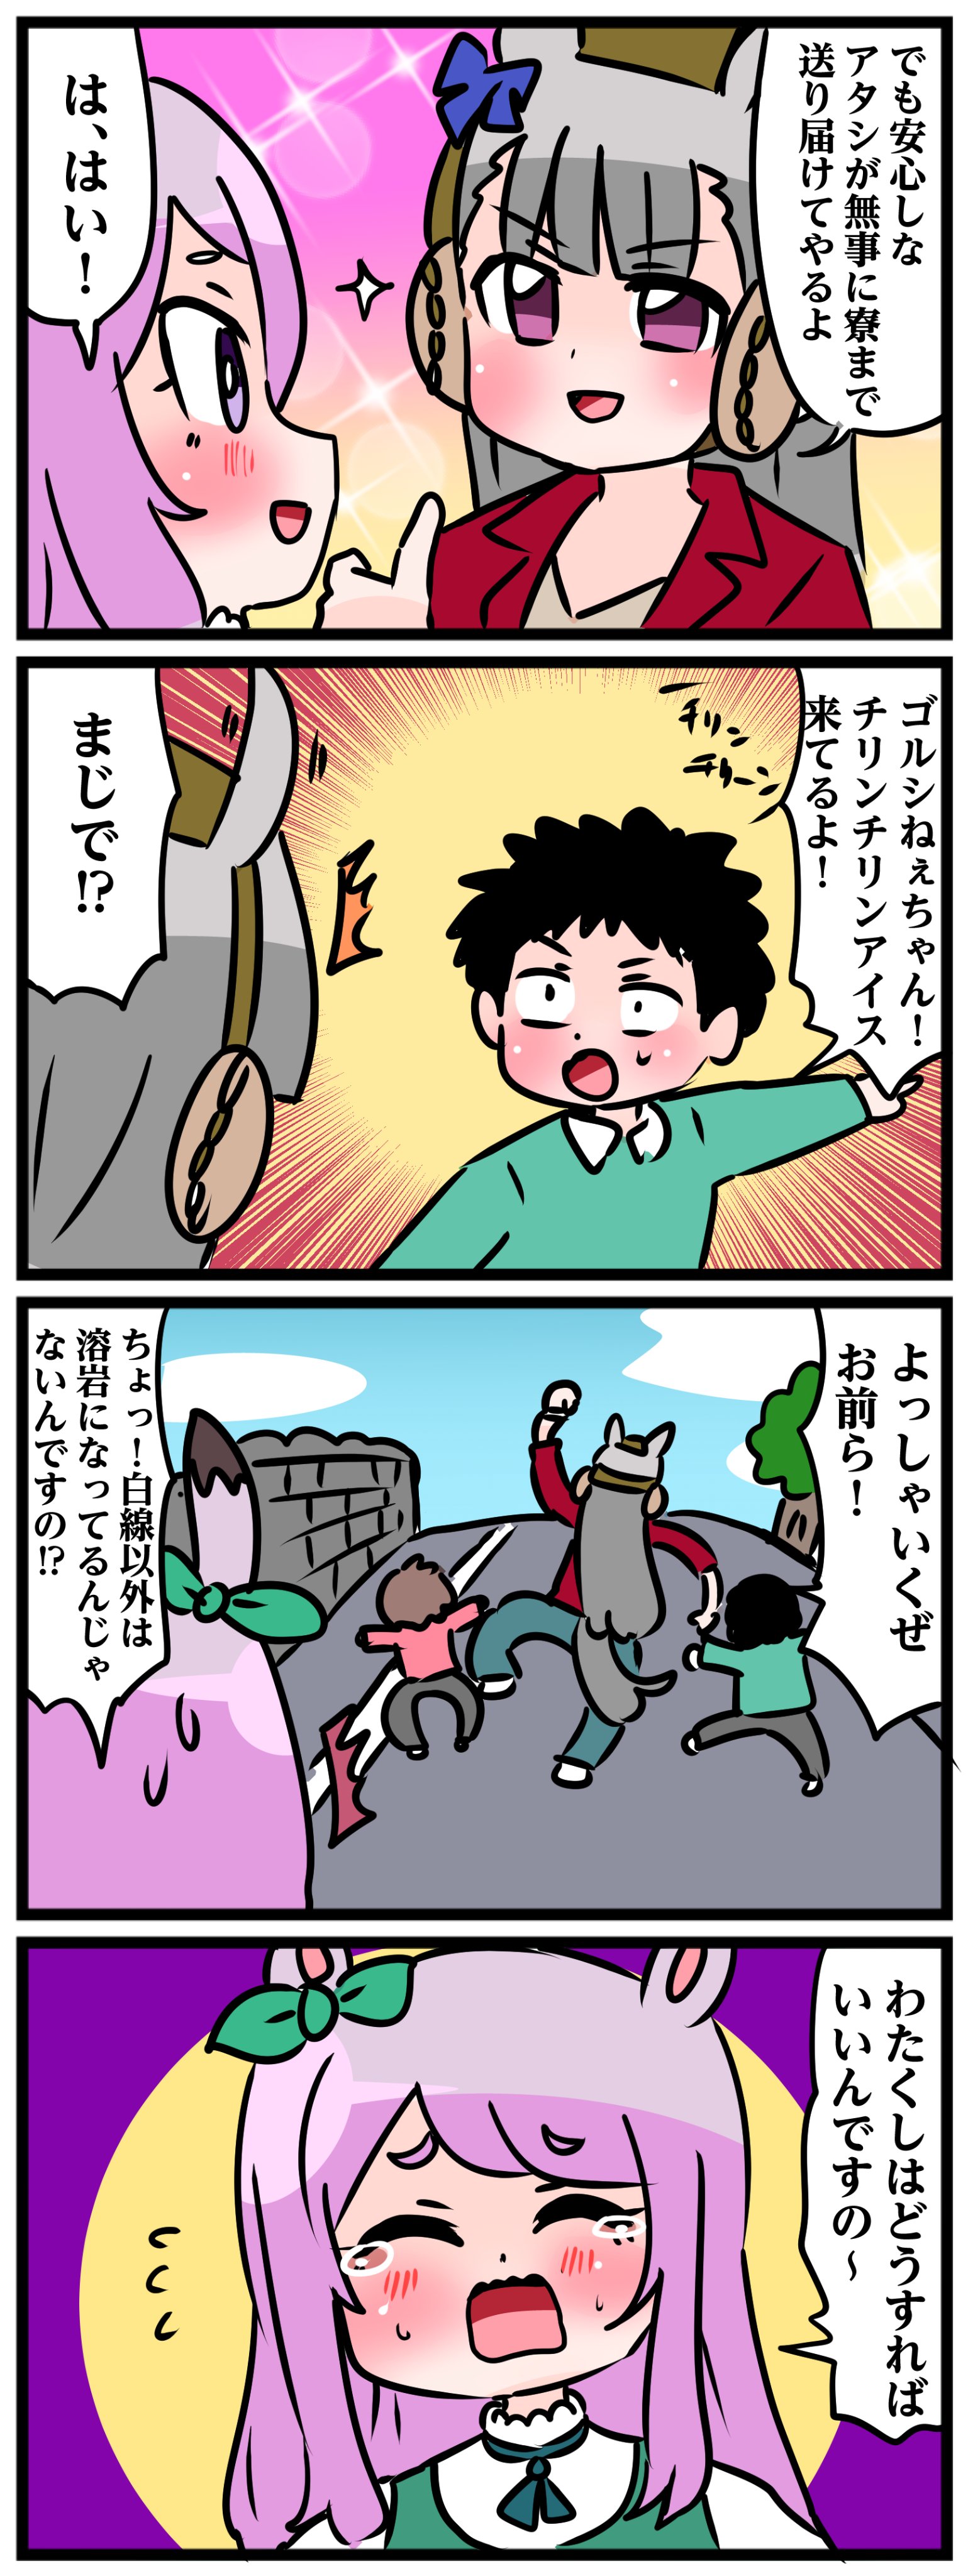 でも安心しな
アタシが無事に寮まで
送り届けてやるよ
は、はい！
ゴルシねぇちゃん！
チリンチリンアイス
来てるよ！
チリン
チリーン
まじで!?
よっしゃいくぜ
お前ら！
ちょっ！白線以外は
溶岩になってるんじゃ
ないんですの!?
わたくしはどうすれば
いいんですの～